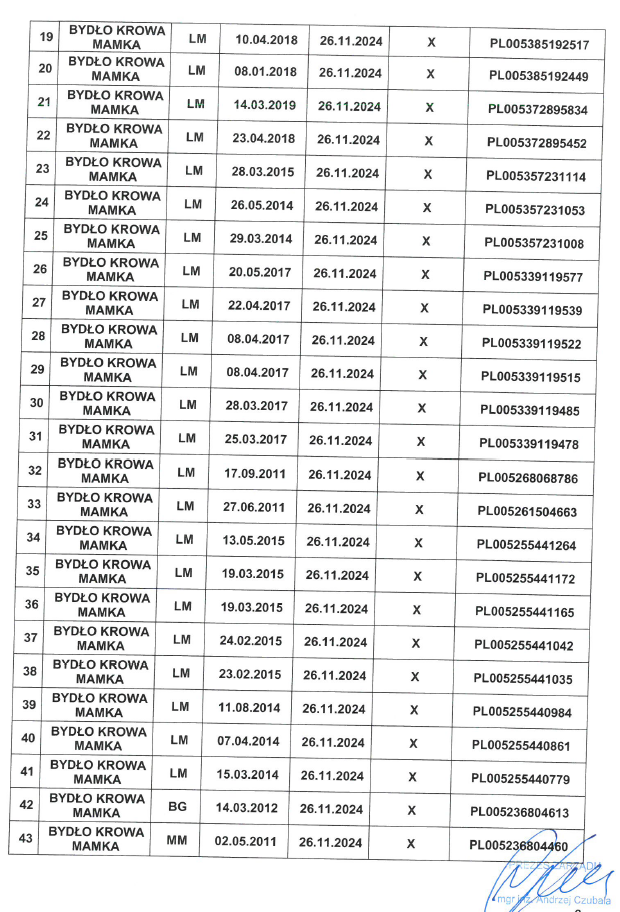 19 BYDŁO KROWA MAMKA LM 10.04.2018 26.11.2024 X PL005385192517
20 BYDŁO KROWA MAMKA LM 08.01.2018 26.11.2024 X PL005385192449
21 BYDŁO KROWA MAMKA LM 14.03.2019 26.11.2024 X PL005372895834
22 BYDŁO KROWA MAMKA LM 23.04.2018 26.11.2024 X PL005372895452
23 BYDŁO KROWA MAMKA LM 28.03.2015 26.11.2024 X PL005357231114
24 BYDŁO KROWA MAMKA LM 26.05.2014 26.11.2024 X PL005357231053
25 BYDŁO KROWA MAMKA LM 29.03.2014 26.11.2024 X PL005357231008
26 BYDŁO KROWA MAMKA LM 20.05.2017 26.11.2024 X PL005339119577
27 BYDŁO KROWA MAMKA LM 22.04.2017 26.11.2024 X PL005339119539
28 BYDŁO KROWA MAMKA LM 08.04.2017 26.11.2024 X PL005339119522
29 BYDŁO KROWA MAMKA LM 08.04.2017 26.11.2024 X PL005339119515
30 BYDŁO KROWA MAMKA LM 28.03.2017 26.11.2024 X PL005339119485
31 BYDŁO KROWA MAMKA LM 25.03.2017 26.11.2024 X PL005339119478
32 BYDŁO KROWA MAMKA LM 17.09.2011 26.11.2024 X PL005268068786
33 BYDŁO KROWA MAMKA LM 27.06.2011 26.11.2024 X PL005261504663
34 BYDŁO KROWA MAMKA LM 13.05.2015 26.11.2024 X PL005255441264
35 BYDŁO KROWA MAMKA LM 19.03.2015 26.11.2024 X PL005255441172
36 BYDŁO KROWA MAMKA LM 19.03.2015 26.11.2024 X PL005255441165
37 BYDŁO KROWA MAMKA LM 24.02.2015 26.11.2024 X PL005255441042
38 BYDŁO KROWA MAMKA LM 23.02.2015 26.11.2024 X PL005255441035
39 BYDŁO KROWA MAMKA LM 11.08.2014 26.11.2024 X PL005255440984
40 BYDŁO KROWA MAMKA LM 07.04.2014 26.11.2024 X PL005255440861
41 BYDŁO KROWA MAMKA LM 15.03.2014 26.11.2024 X PL005255440779
42 BYDŁO KROWA MAMKA BG 14.03.2012 26.11.2024 X PL005236804613
43 BYDŁO KROWA MAMKA MM 02.05.2011 26.11.2024 X PL005236804460
PREZES ZARZĄDU
mgr inż. Andrzej Czubala